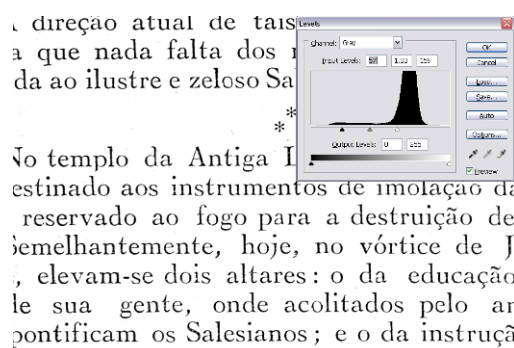 a direção atual de tais
a que nada falta dos
da ao ilustre e zeloso Sa
*
*
No templo da Antiga L
estinado aos instrumentos de imolação da
reservado ao fogo para a destruição de
Semelhantemente, hoje, no vórtice de J
, elevam-se dois altares: o da educação
de sua gente, onde acolitados pelo ar
pontificam os Salesianos; e o da instruçã
Levels
Channel: Gray
Input Levels: 57 1.00 159
Output Levels: 0 255
OK
Cancel
Load...
Save...
Auto
Options...
Preview